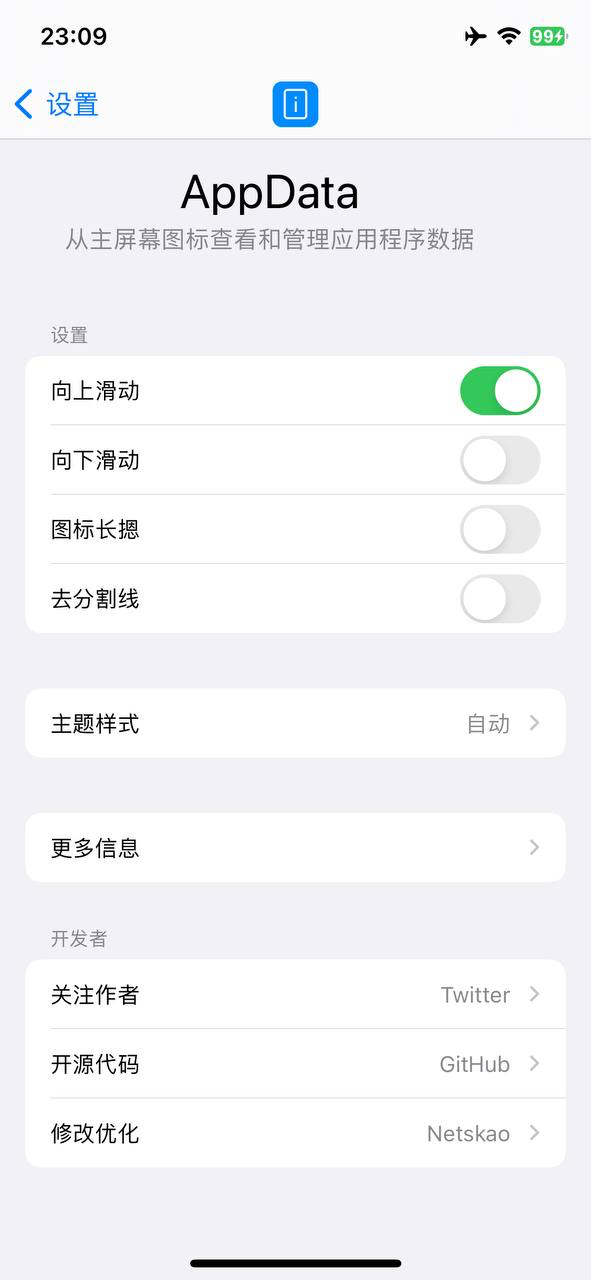 23:09
99
设置
AppData
从主屏幕图标查看和管理应用程序数据
设置
向上滑动
向下滑动
图标长摁
去分割线
主题样式 自动
更多信息
开发者
关注作者 Twitter
开源代码 GitHub
修改优化 Netskao